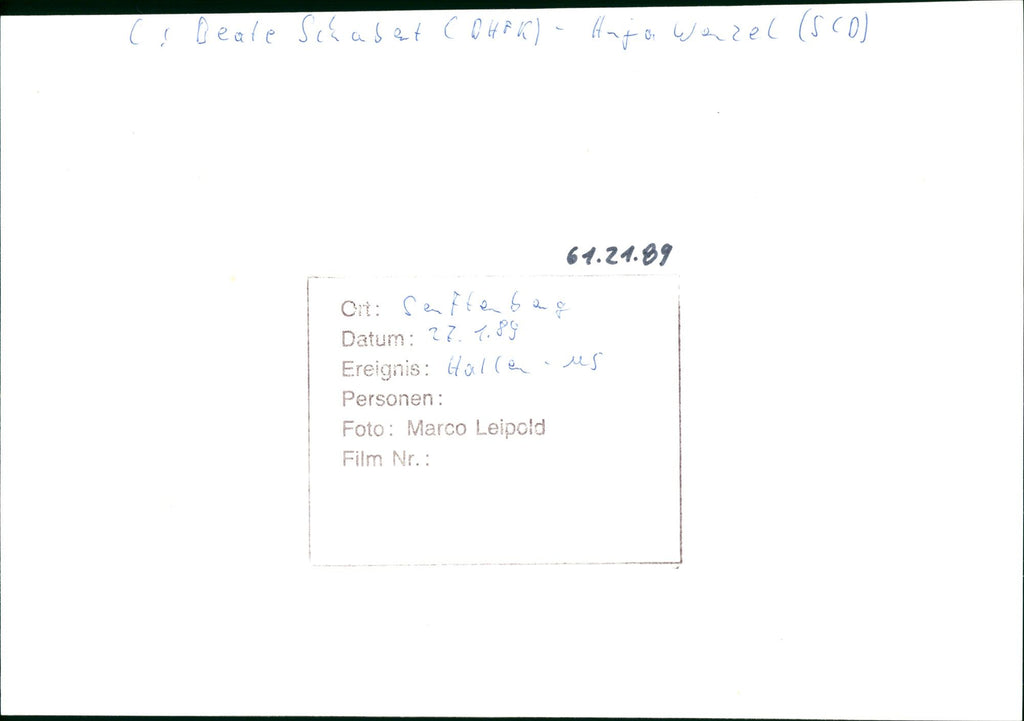 l: Beate Schubert (DHfK) - Anja Wenzel (SCD)
61.21.89
Ort: Senftenberg
Datum: 22.1.89
Ereignis: Hallen-MS
Personen:
Foto: Marco Leipold
Film Nr.: